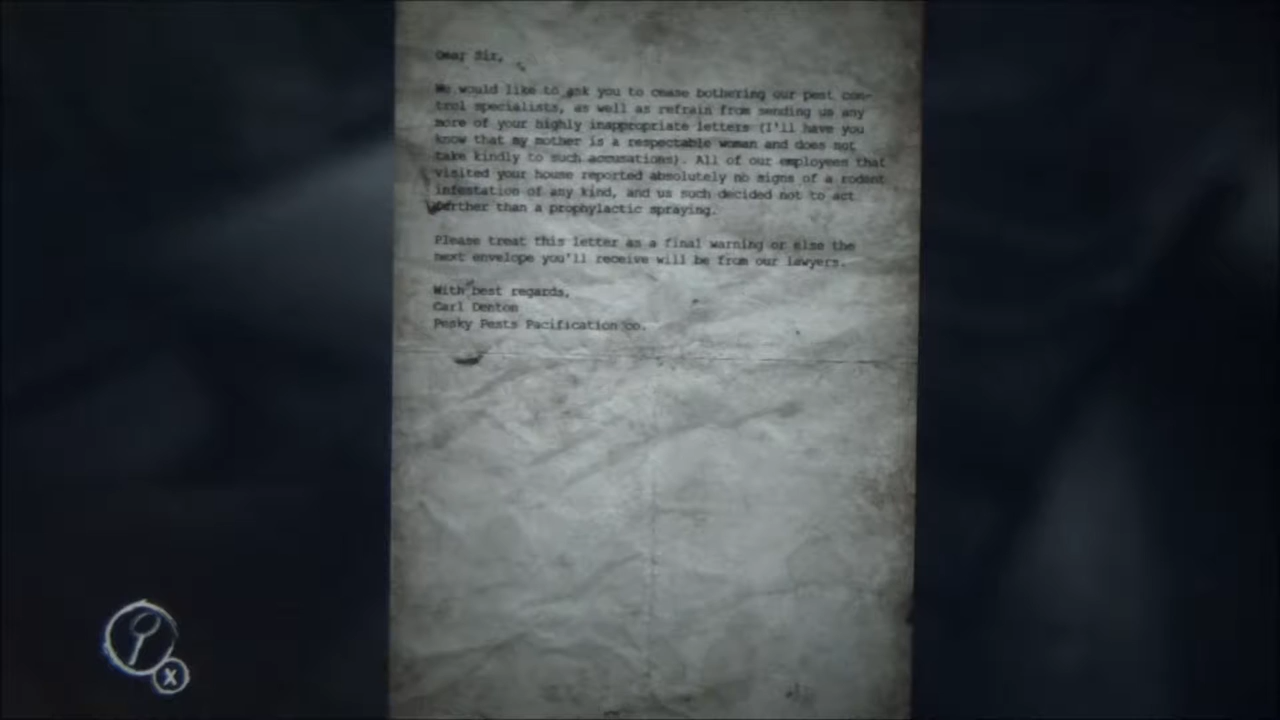 Dear Sir,
We would like to ask you to cease bothering our pest con-
trol specialists, as well as refrain from sending us any
more of your highly inappropriate letters (I'll have you
know that my mother is a respectable woman and does not
take kindly to such accusations). All of our employees that
visited your house reported absolutely no signs of a rodent
infestation of any kind, and us such decided not to act
further than a prophylactic spraying.
Please treat this letter as a final warning or else the
next envelope you'll receive will be from our lawyers.
With best regards,
Carl Denton
Pesky Pests Pacification co.
X